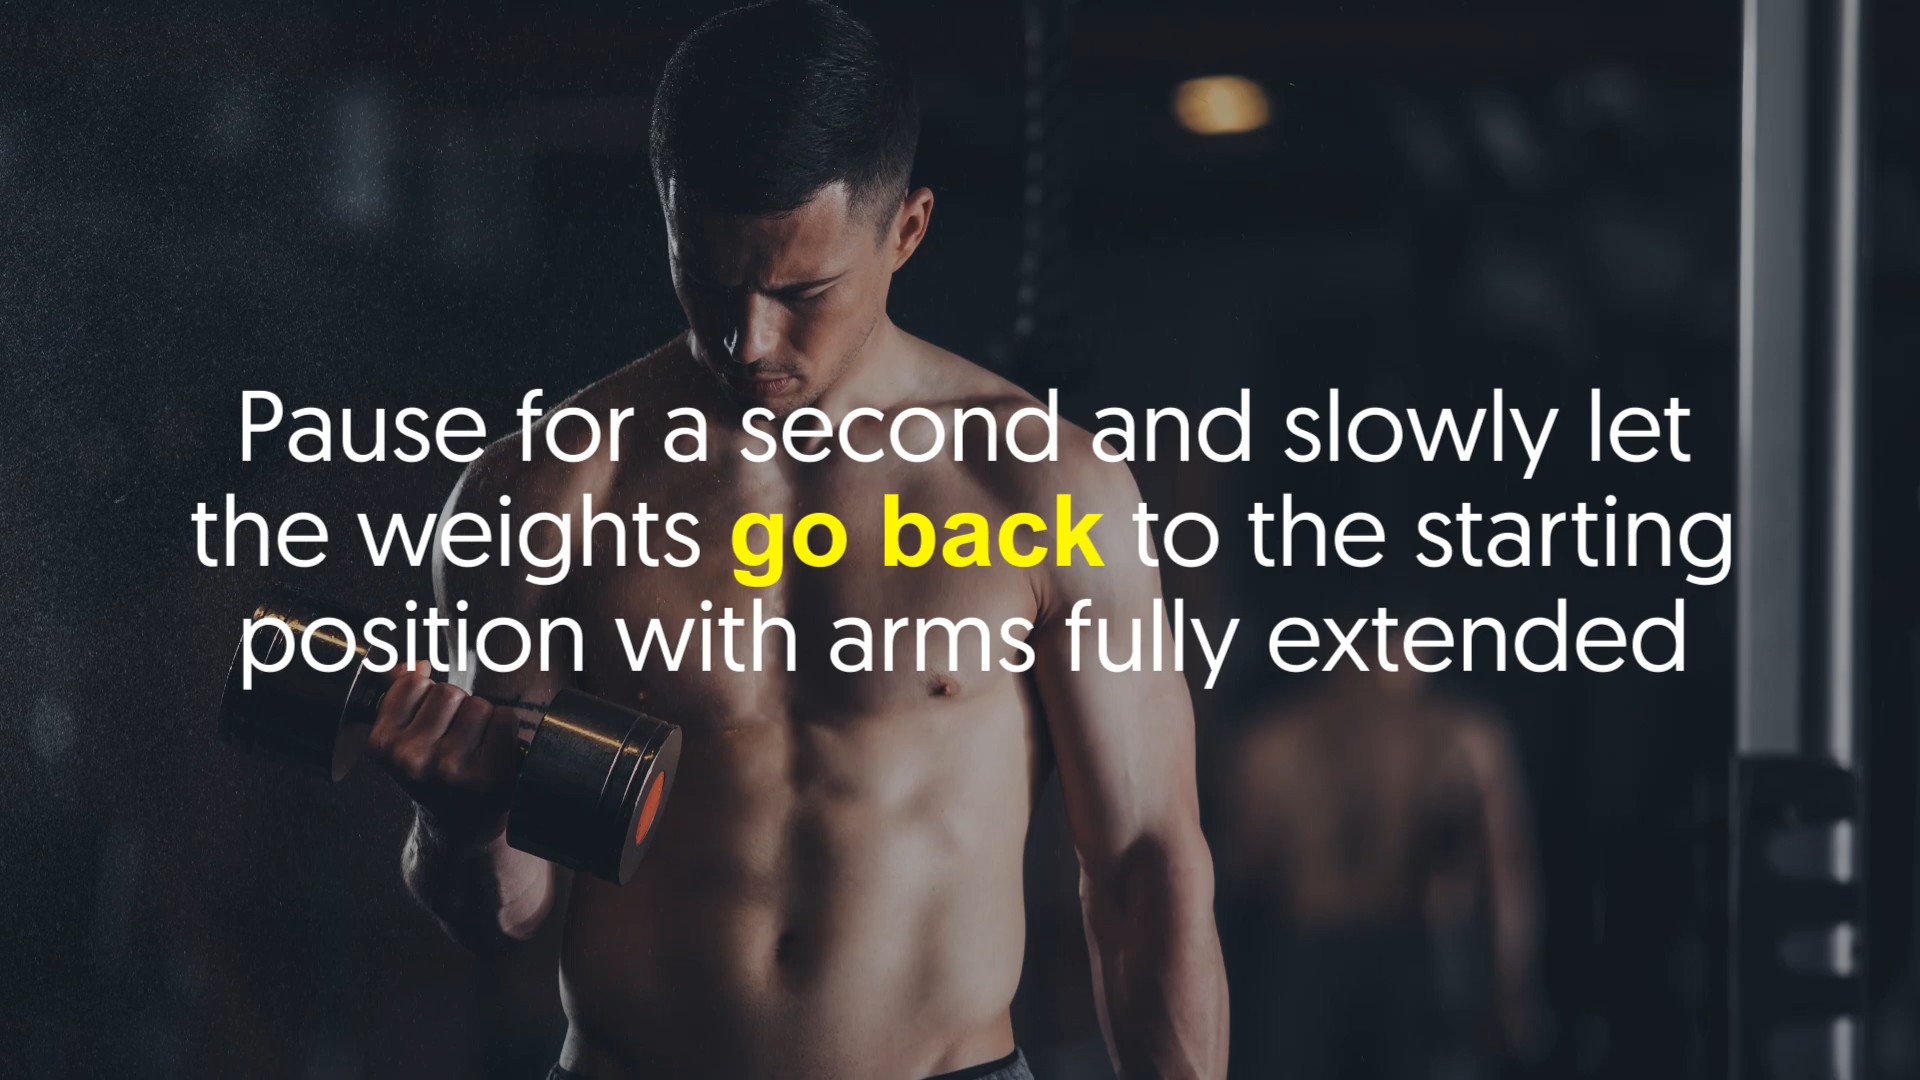 Pause for a second and slowly let
the weights go back to the starting
position with arms fully extended